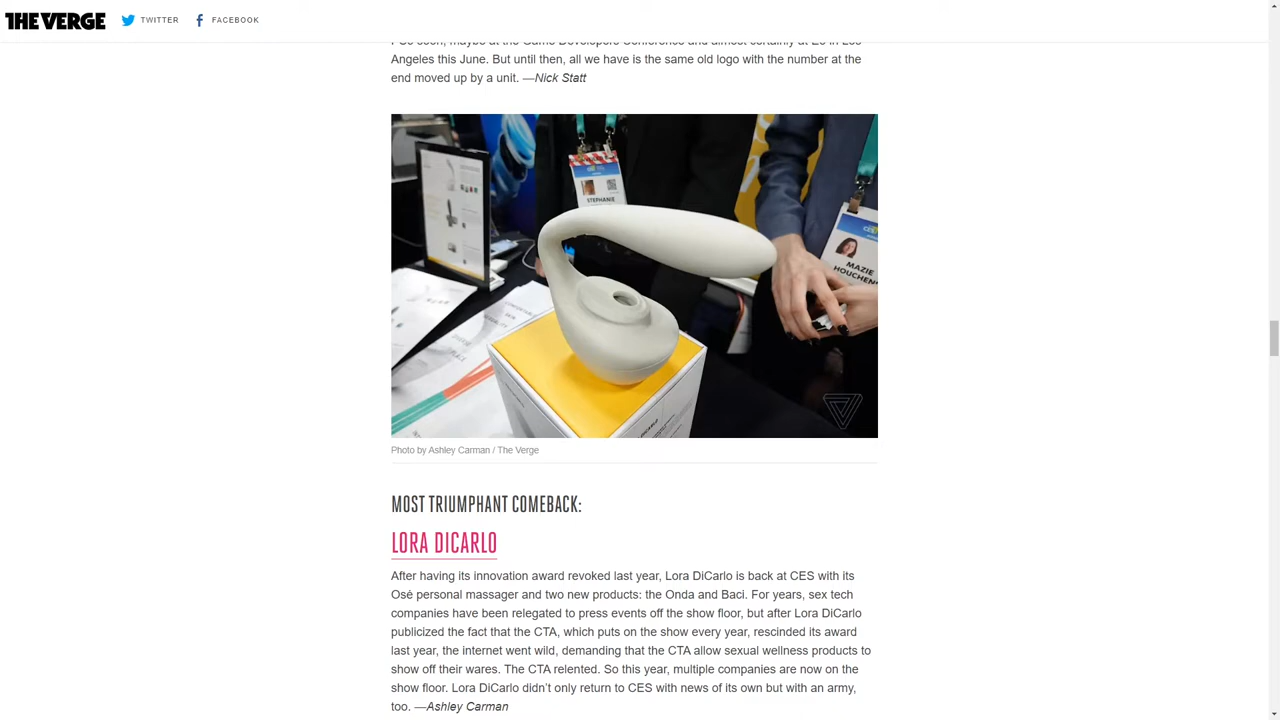 THE VERGE TWITTER FACEBOOK
Angeles this June. But until then, all we have is the same old logo with the number at the
end moved up by a unit. —Nick Statt
STEPHANIE
MAZIE
HOUCHENS
Photo by Ashley Carman / The Verge
MOST TRIUMPHANT COMEBACK:
LORA DICARLO
After having its innovation award revoked last year, Lora DiCarlo is back at CES with its
Osé personal massager and two new products: the Onda and Baci. For years, sex tech
companies have been relegated to press events off the show floor, but after Lora DiCarlo
publicized the fact that the CTA, which puts on the show every year, rescinded its award
last year, the internet went wild, demanding that the CTA allow sexual wellness products to
show off their wares. The CTA relented. So this year, multiple companies are now on the
show floor. Lora DiCarlo didn’t only return to CES with news of its own but with an army,
too. —Ashley Carman